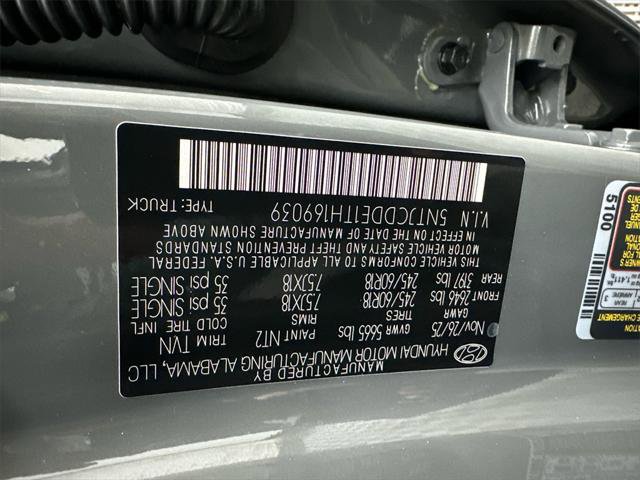 MANUFACTURED BY
HYUNDAI MOTOR MANUFACTURING ALABAMA, LLC
Nov/26/25 GVWR 5665 lbs PAINT NT2 TRIM TVN
GAWR TIRES RIMS COLD TIRE INFL
FRONT 2646 lbs 245/60R18 7.5JX18 35 psi SINGLE
REAR 3197 lbs 245/60R18 7.5JX18 35 psi SINGLE
THIS VEHICLE CONFORMS TO ALL APPLICABLE U.S.A. FEDERAL
MOTOR VEHICLE SAFETY AND THEFT PREVENTION STANDARDS
IN EFFECT ON THE DATE OF MANUFACTURE SHOWN ABOVE
V.I.N 5NTJCDDE1TH169039 TYPE: TRUCK
5100
REAR
3